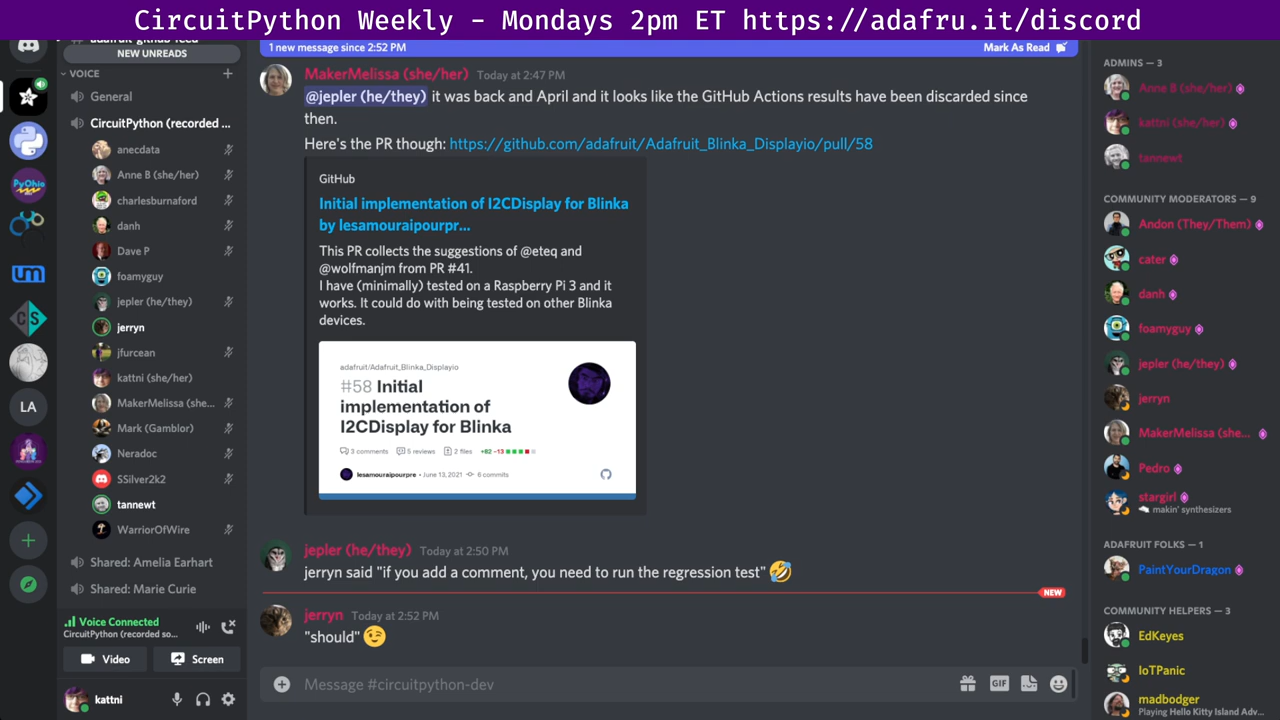 CircuitPython Weekly - Mondays 2pm ET https://adafru.it/discord
NEW UNREADS
VOICE
General
CircuitPython (recorded ...
anecdata
Anne B (she/her)
charlesburnaford
danh
Dave P
foamyguy
jepler (he/they)
jerryn
jfurcean
kattni (she/her)
MakerMelissa (she...
Mark (Gamblor)
Neradoc
SSilver2k2
tannewt
WarriorOfWire
Shared: Amelia Earhart
Shared: Marie Curie
Voice Connected
CircuitPython (recorded so...
Video
Screen
kattni
PyOhio
LA
1 new message since 2:52 PM
Mark As Read
MakerMelissa (she/her) Today at 2:47 PM
@jepler (he/they) it was back and April and it looks like the GitHub Actions results have been discarded since
then.
Here's the PR though: https://github.com/adafruit/Adafruit_Blinka_Displayio/pull/58
GitHub
Initial implementation of I2CDisplay for Blinka
by lesamouraipourpr...
This PR collects the suggestions of @eteq and
@wolfmanjm from PR #41.
I have (minimally) tested on a Raspberry Pi 3 and it
works. It could do with being tested on other Blinka
devices.
adafruit/Adafruit_Blinka_Displayio
#58 Initial
implementation of
I2CDisplay for Blinka
3 comments 5 reviews 2 files +82 -13
lesamouraipourpre • June 13, 2021 6 commits
jepler (he/they) Today at 2:50 PM
jerryn said "if you add a comment, you need to run the regression test" 🤣
NEW
jerryn Today at 2:52 PM
"should" 😉
Message #circuitpython-dev
GIF
ADMINS — 3
Anne B (she/her)
kattni (she/her)
tannewt
COMMUNITY MODERATORS — 9
Andon (They/Them)
cater
danh
foamyguy
jepler (he/they)
jerryn
MakerMelissa (she...
Pedro
stargirl
makin' synthesizers
ADAFRUIT FOLKS — 1
PaintYourDragon
COMMUNITY HELPERS — 3
EdKeyes
IoTPanic
madbodger
Playing Hello Kitty Island Adv...